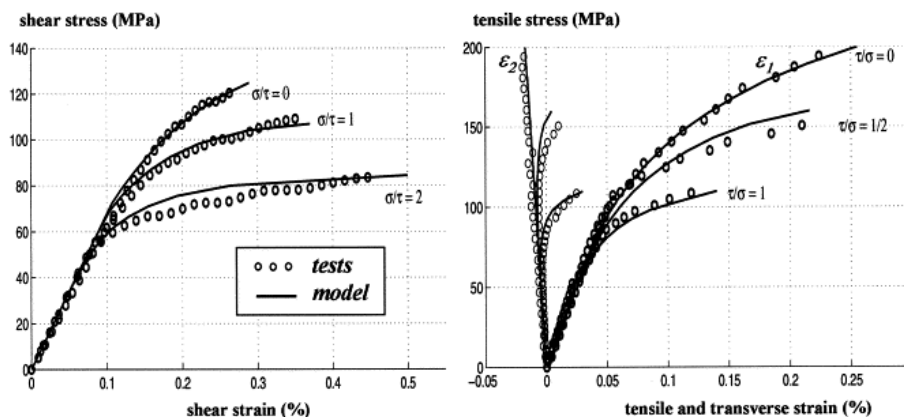 shear stress (MPa)
140
120
100
80
60
40
20
0
0
0.1
0.2
0.3
0.4
0.5
shear strain (%)
σ/τ = 0
σ/τ = 1
σ/τ = 2
o o o tests
model
tensile stress (MPa)
200
150
100
50
0
-0.05
0
0.05
0.1
0.15
0.2
0.25
tensile and transverse strain (%)
ε2
ε1
τ/σ = 0
τ/σ = 1/2
τ/σ = 1